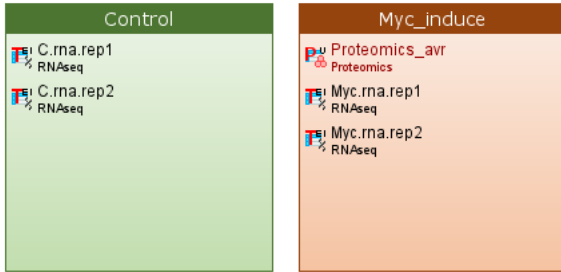 Control
C.rna.rep1
RNAseq
C.rna.rep2
RNAseq
Myc_induce
Proteomics_avr
Proteomics
Myc.rna.rep1
RNAseq
Myc.rna.rep2
RNAseq